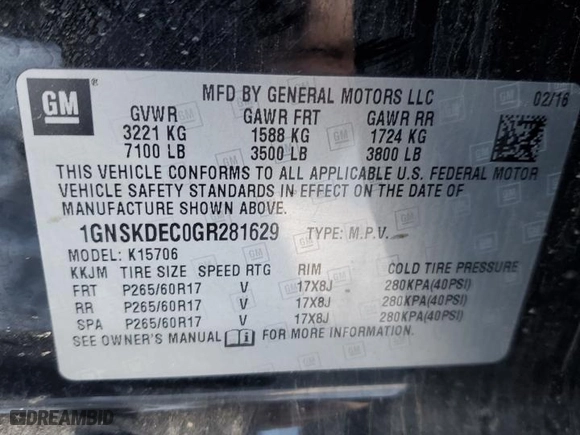 GM
MFD BY GENERAL MOTORS LLC 02/16
GVWR GAWR FRT GAWR RR
3221 KG 1588 KG 1724 KG
7100 LB 3500 LB 3800 LB
THIS VEHICLE CONFORMS TO ALL APPLICABLE U.S. FEDERAL MOTOR
VEHICLE SAFETY STANDARDS IN EFFECT ON THE DATE OF
MANUFACTURE SHOWN ABOVE.
1GNSKDEC0GR281629 TYPE: M.P.V.
MODEL: K15706
KKJM TIRE SIZE SPEED RTG RIM COLD TIRE PRESSURE
FRT P265/60R17 V 17X8J 280KPA(40PSI)
RR P265/60R17 V 17X8J 280KPA(40PSI)
SPA P265/60R17 V 17X8J 280KPA(40PSI)
SEE OWNER'S MANUAL FOR MORE INFORMATION.
DREAMBID